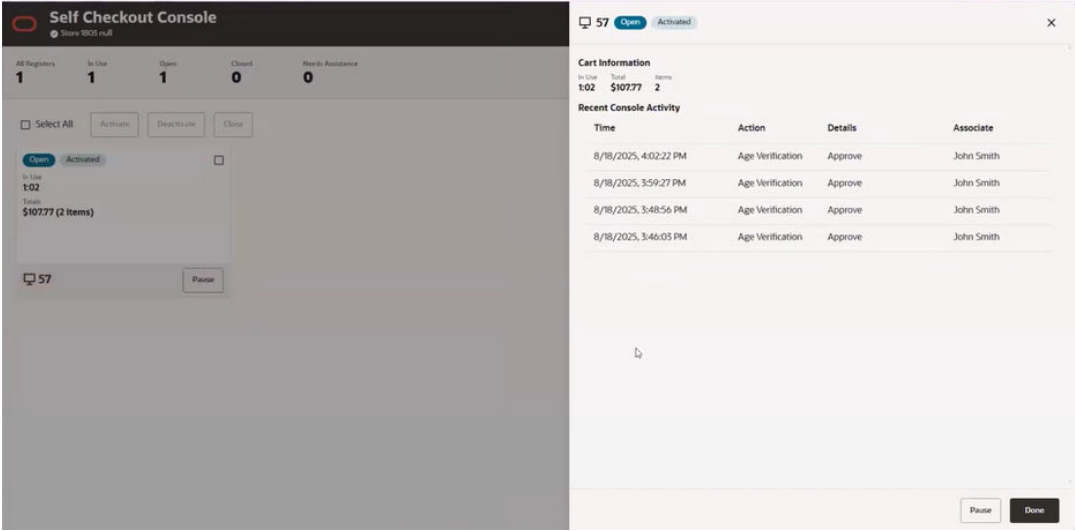 Self Checkout Console
Store 1803 null
All Registers In Use Open Closed Needs Assistance
1 1 1 0 0
Select All Activate Deactivate Close
Open Activated
In Use
1:02
Totals
$107.77 (2 Items)
57 Pause
57 Open Activated
Cart Information
In Use Total Items
1:02 $107.77 2
Recent Console Activity
Time Action Details Associate
8/18/2025, 4:02:22 PM Age Verification Approve John Smith
8/18/2025, 3:59:27 PM Age Verification Approve John Smith
8/18/2025, 3:48:56 PM Age Verification Approve John Smith
8/18/2025, 3:46:03 PM Age Verification Approve John Smith
Pause Done